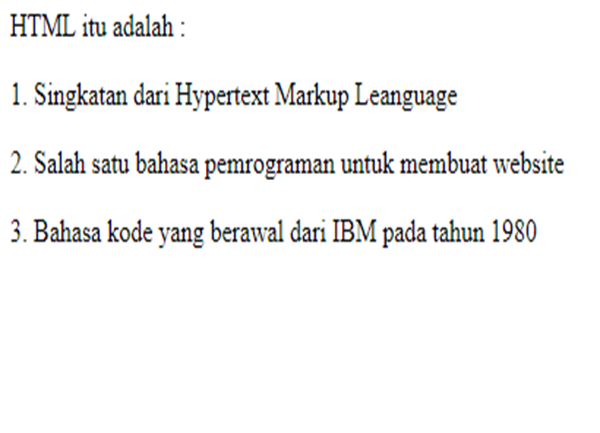 HTML itu adalah :
1. Singkatan dari Hypertext Markup Leanguage
2. Salah satu bahasa pemrograman untuk membuat website
3. Bahasa kode yang berawal dari IBM pada tahun 1980